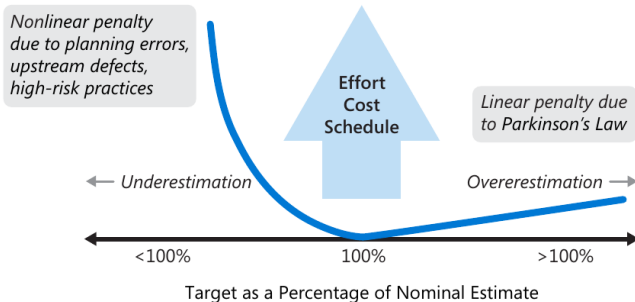 Nonlinear penalty
due to planning errors,
upstream defects,
high-risk practices
Effort
Cost
Schedule
Linear penalty due
to Parkinson's Law
Underestimation
Overerestimation
<100%
100%
>100%
Target as a Percentage of Nominal Estimate